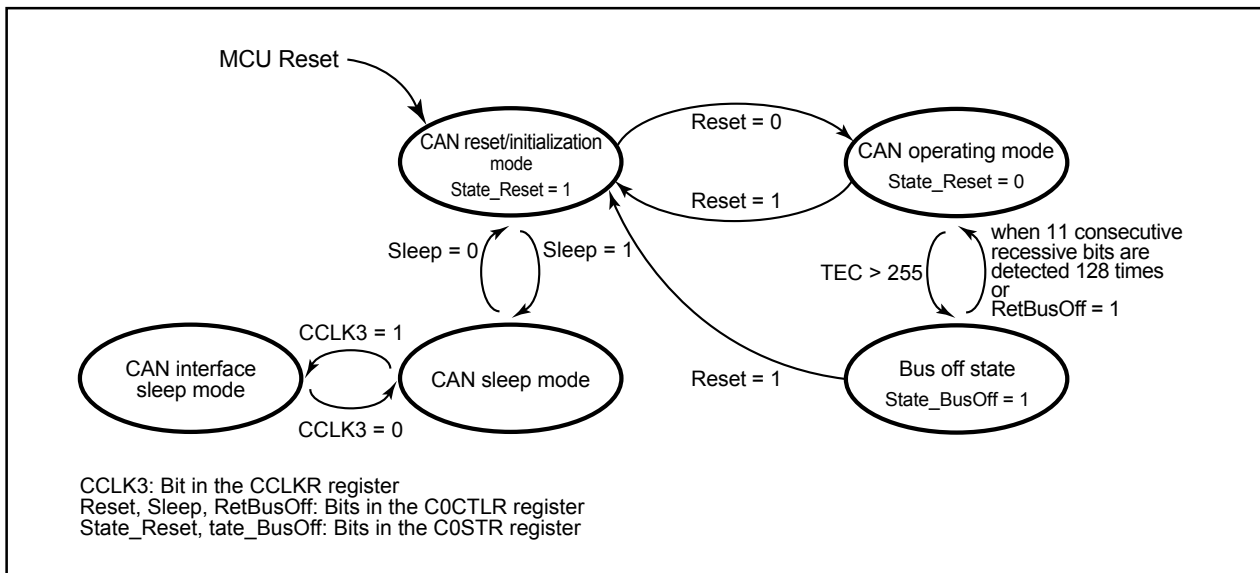 MCU Reset
CAN reset/initialization
mode
State_Reset = 1
Reset = 0
Reset = 1
CAN operating mode
State_Reset = 0
Sleep = 0
Sleep = 1
TEC > 255
when 11 consecutive
recessive bits are
detected 128 times
or
RetBusOff = 1
CCLK3 = 1
CAN interface
sleep mode
CCLK3 = 0
CAN sleep mode
Reset = 1
Bus off state
State_BusOff = 1
CCLK3: Bit in the CCLKR register
Reset, Sleep, RetBusOff: Bits in the C0CTLR register
State_Reset, tate_BusOff: Bits in the C0STR register